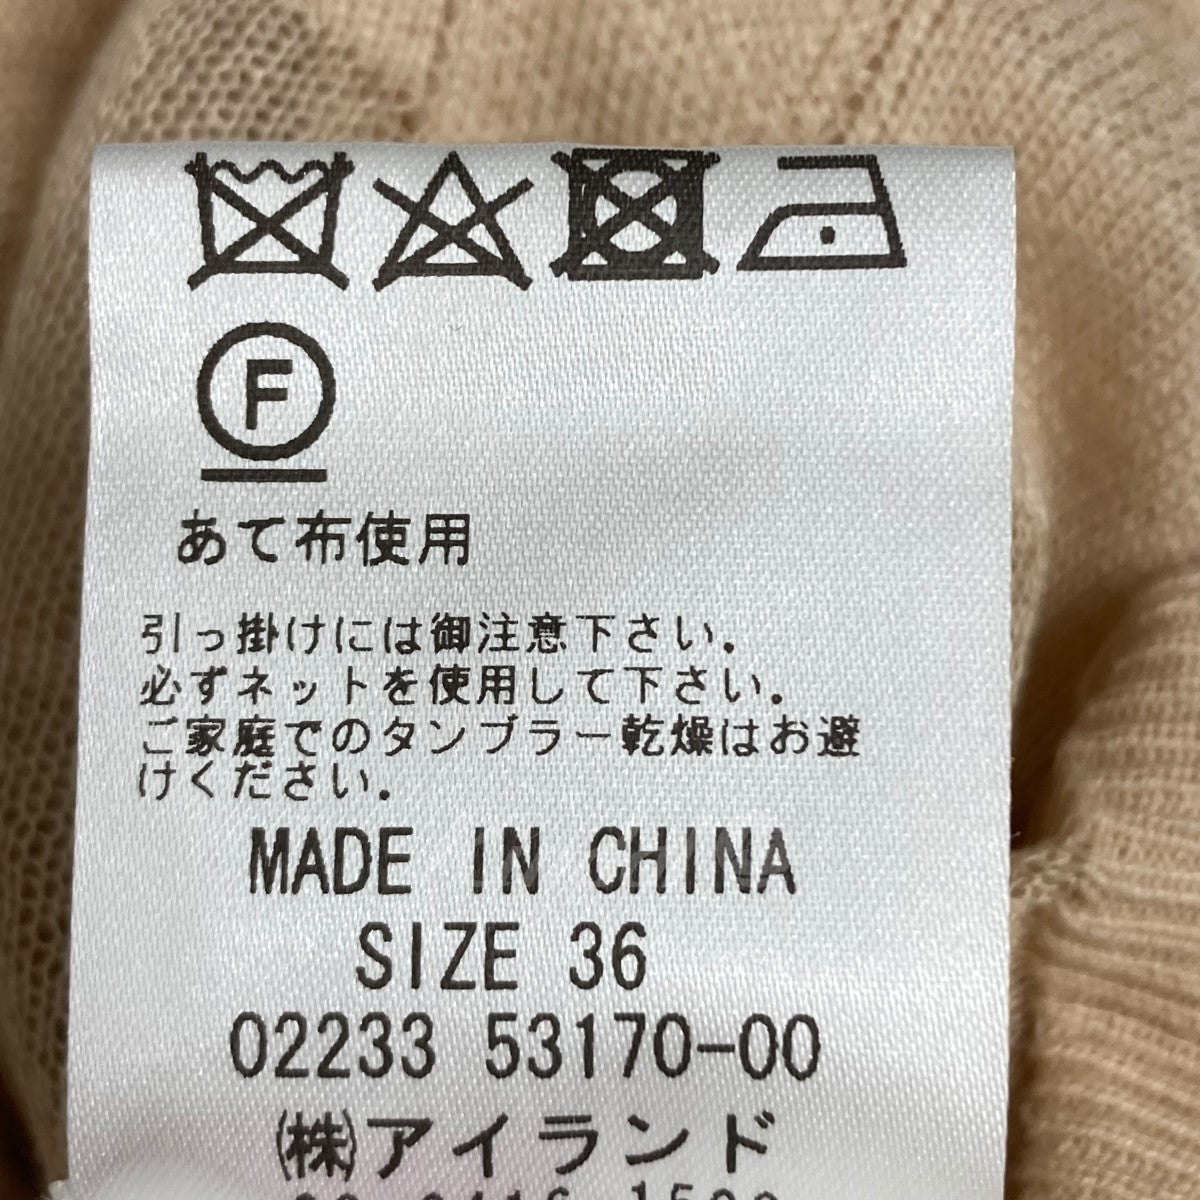 F
あて布使用
引っ掛けには御注意下さい.
必ずネットを使用して下さい.
ご家庭でのタンブラー乾燥はお避
けください.
MADE IN CHINA
SIZE 36
02233 53170-00
(株)アイランド